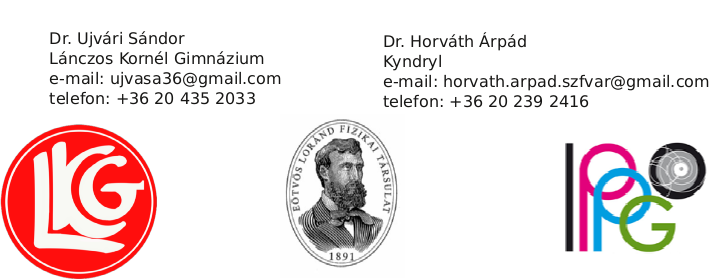 Dr. Ujvári Sándor
Lánczos Kornél Gimnázium
e-mail: ujvasa36@gmail.com
telefon: +36 20 435 2033
Dr. Horváth Árpád
Kyndryl
e-mail: horvath.arpad.szfvar@gmail.com
telefon: +36 20 239 2416
LKG
EÖTVÖS LORÁND FIZIKAI TÁRSULAT
1891
IPPOG